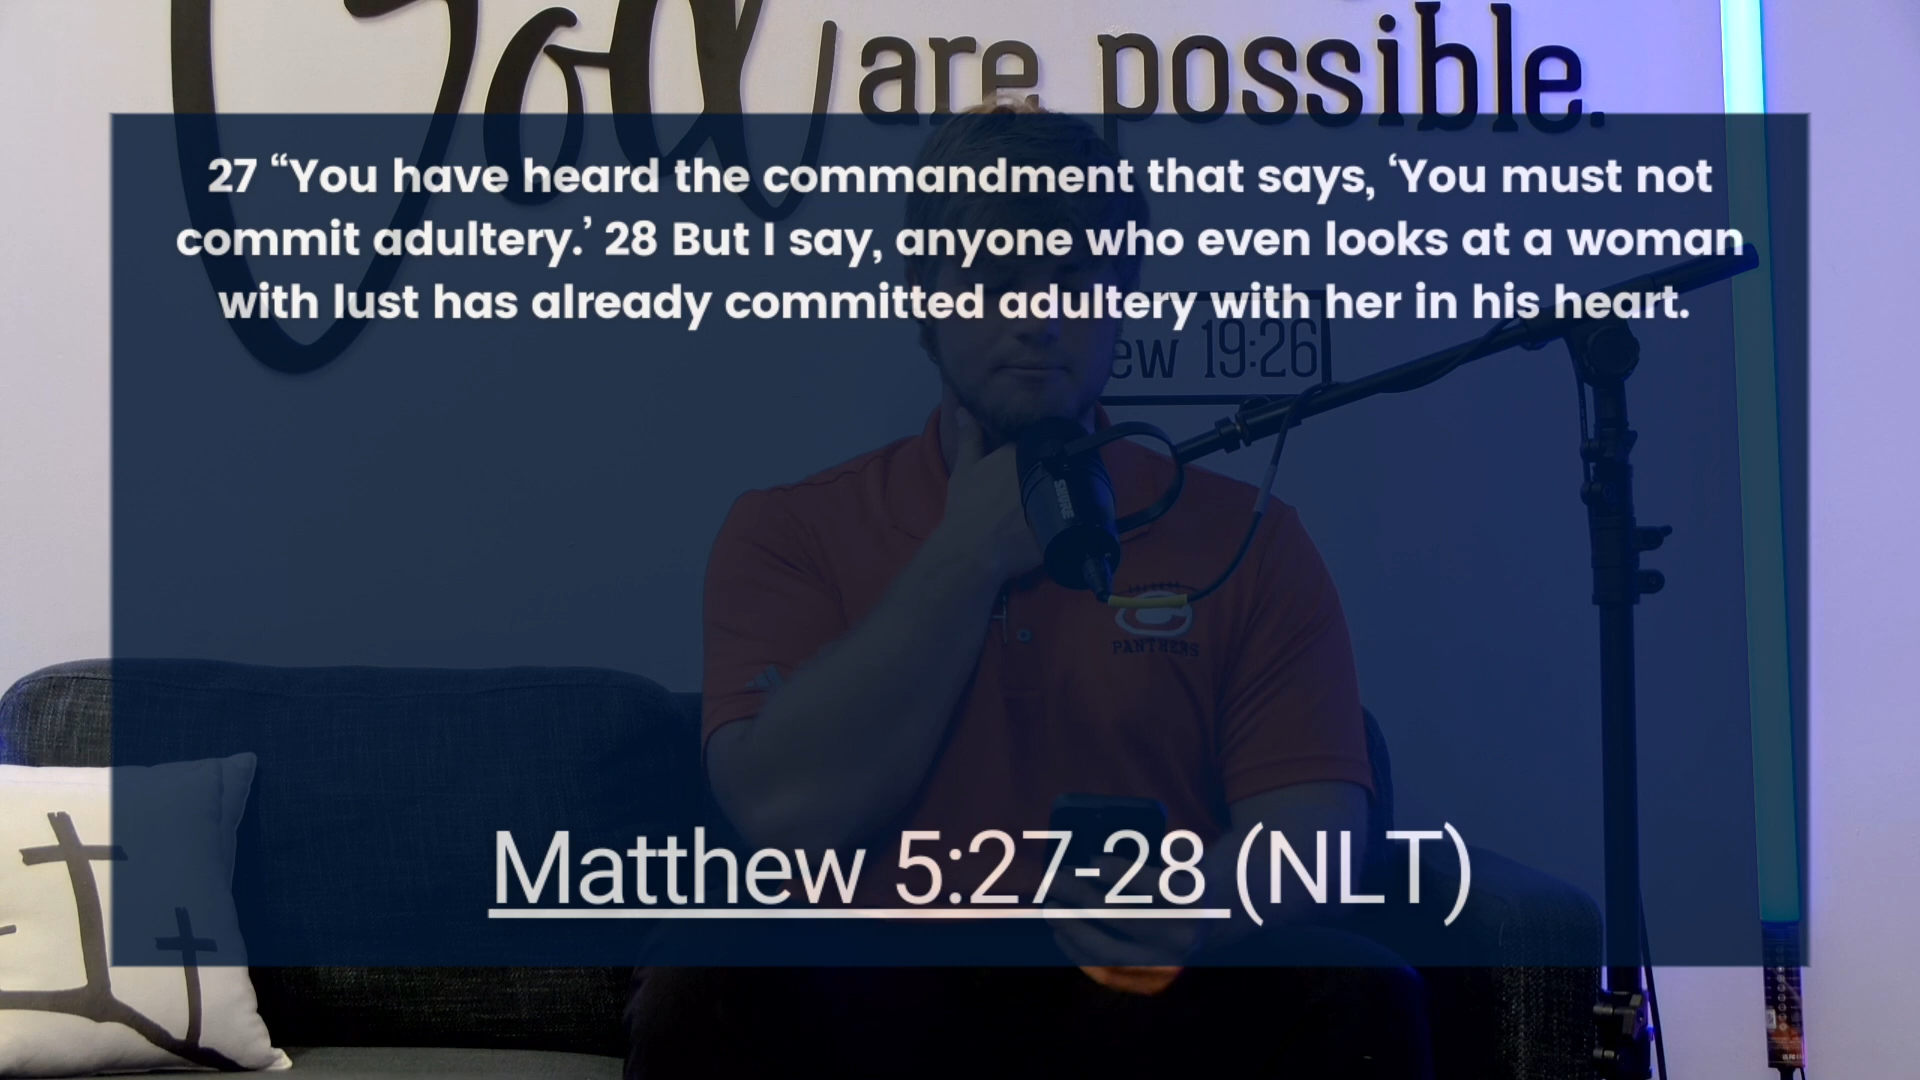 God are possible.
27 “You have heard the commandment that says, ‘You must not
commit adultery.’ 28 But I say, anyone who even looks at a woman
with lust has already committed adultery with her in his heart.
ew 19:26
SHURE
PANTHERS
Matthew 5:27-28 (NLT)